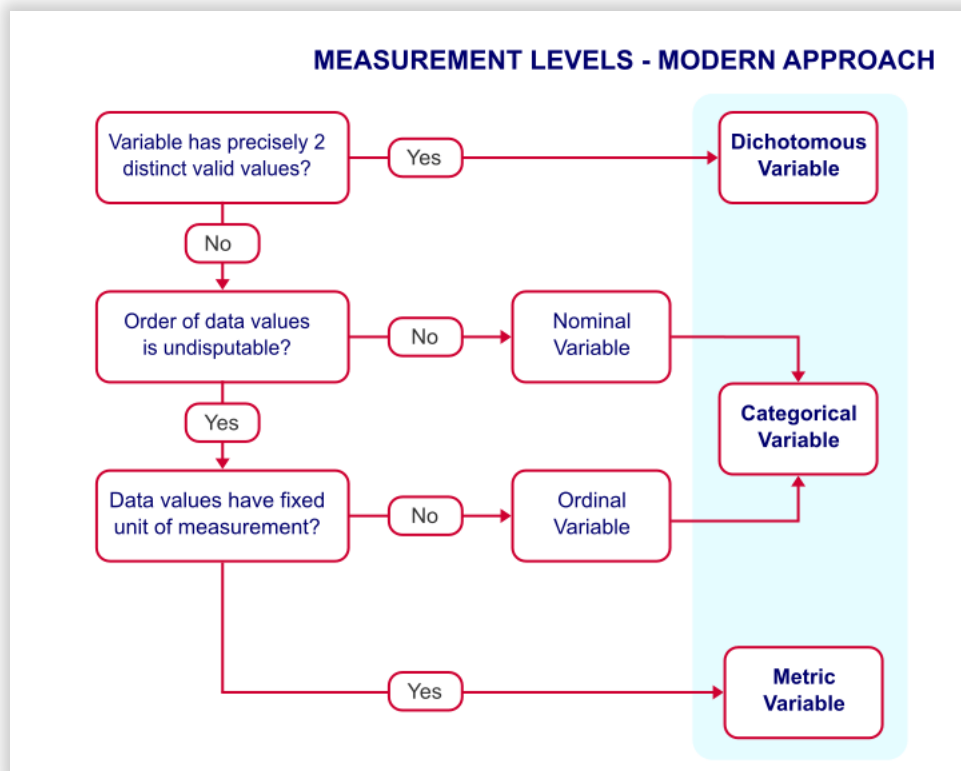 MEASUREMENT LEVELS - MODERN APPROACH
Variable has precisely 2
distinct valid values?
Yes
Dichotomous
Variable
No
Order of data values
is undisputable?
No
Nominal
Variable
Categorical
Variable
Yes
Data values have fixed
unit of measurement?
No
Ordinal
Variable
Yes
Metric
Variable